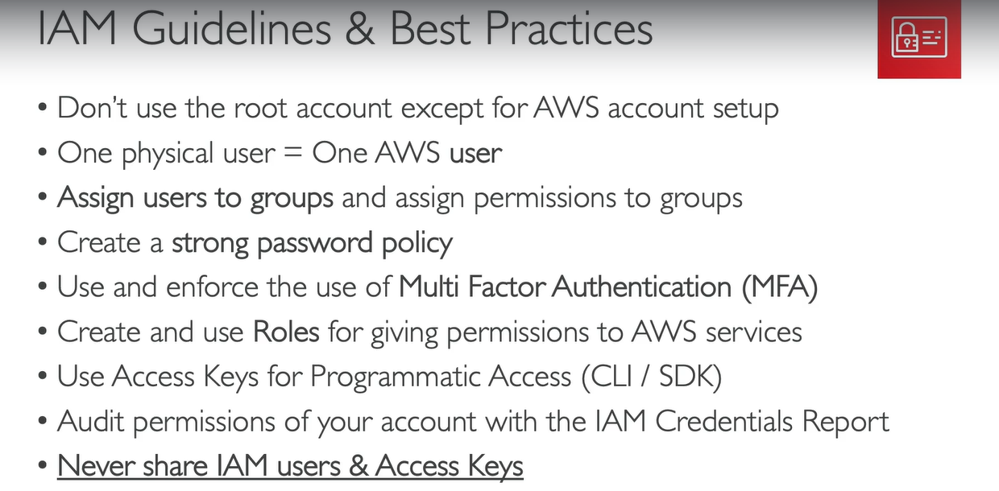 IAM Guidelines & Best Practices
• Don’t use the root account except for AWS account setup
• One physical user = One AWS user
• Assign users to groups and assign permissions to groups
• Create a strong password policy
• Use and enforce the use of Multi Factor Authentication (MFA)
• Create and use Roles for giving permissions to AWS services
• Use Access Keys for Programmatic Access (CLI / SDK)
• Audit permissions of your account with the IAM Credentials Report
• Never share IAM users & Access Keys